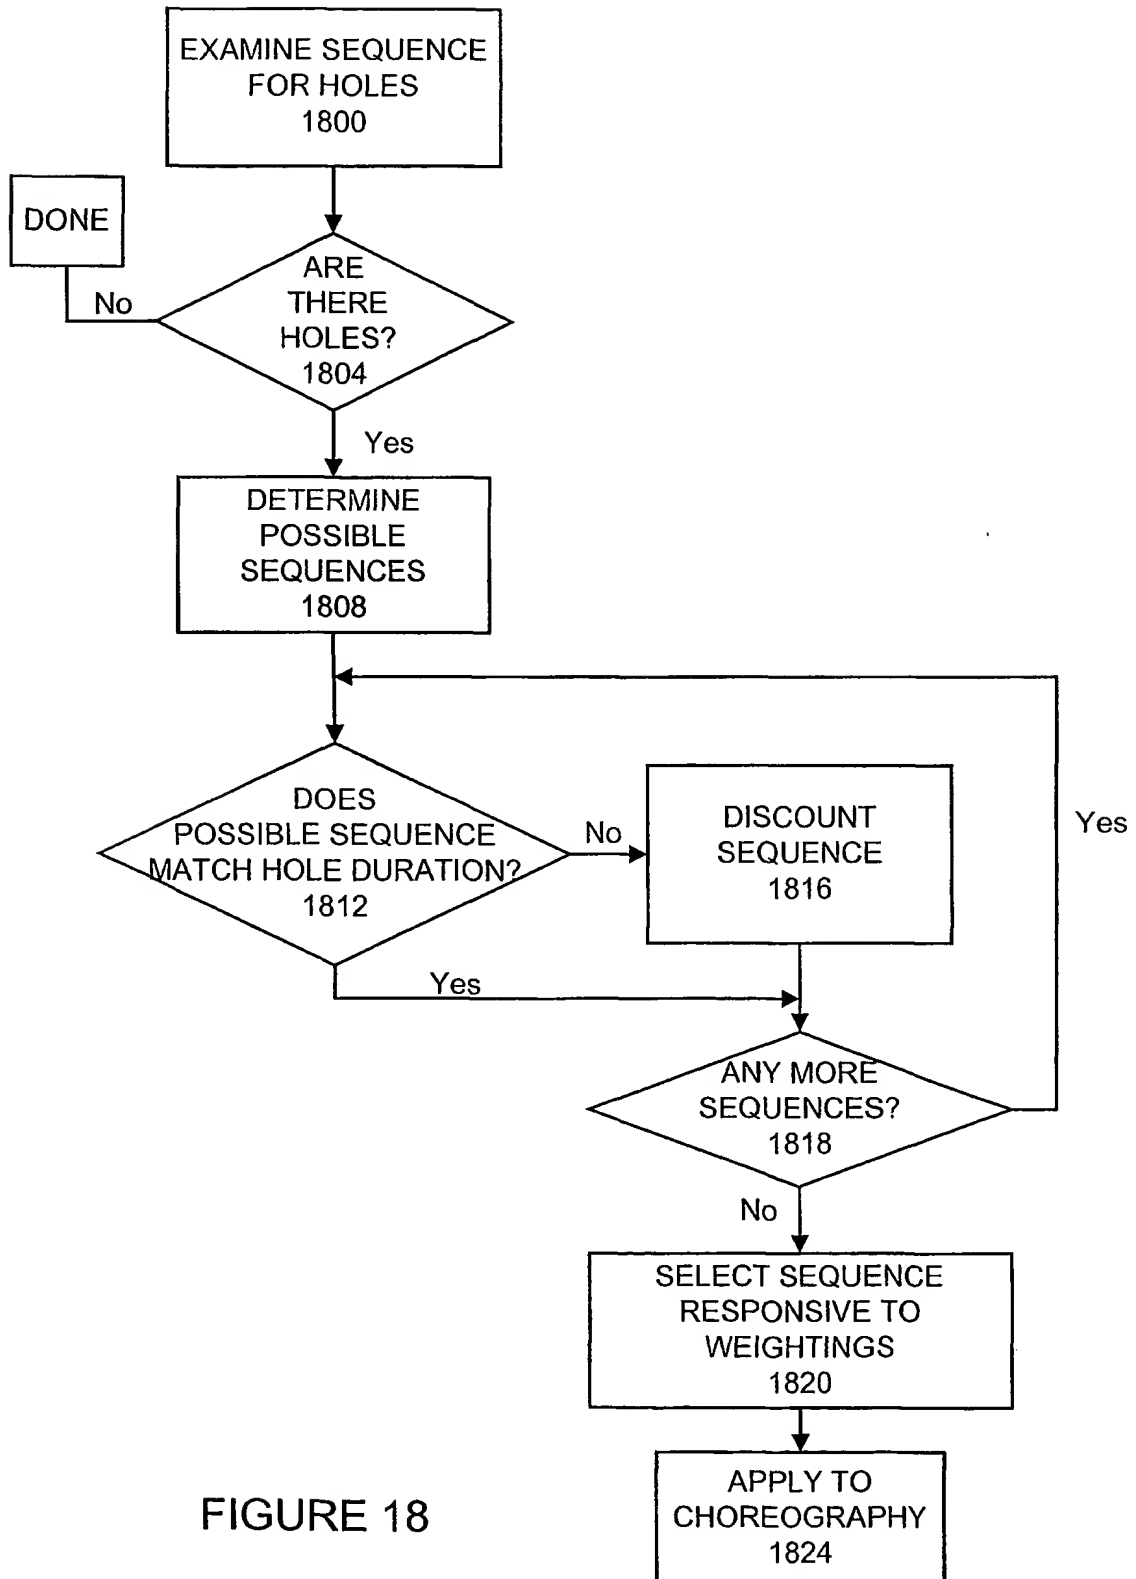 EXAMINE SEQUENCE
FOR HOLES
1800
DONE
No
ARE
THERE
HOLES?
1804
Yes
DETERMINE
POSSIBLE
SEQUENCES
1808
DOES
POSSIBLE SEQUENCE
MATCH HOLE DURATION?
1812
No
DISCOUNT
SEQUENCE
1816
Yes
Yes
ANY MORE
SEQUENCES?
1818
No
SELECT SEQUENCE
RESPONSIVE TO
WEIGHTINGS
1820
APPLY TO
CHOREOGRAPHY
1824
FIGURE 18